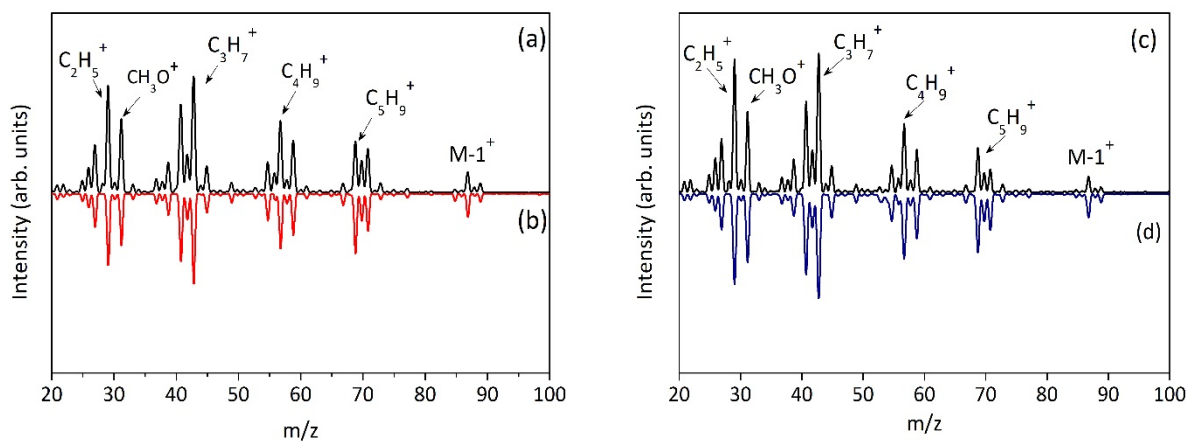 (a)
C₂H₅⁺
CH₃O⁺
C₃H₇⁺
C₄H₉⁺
C₅H₉⁺
M-1⁺
(b)
Intensity (arb. units)
20 30 40 50 60 70 80 90 100
m/z
(c)
C₂H₅⁺
CH₃O⁺
C₃H₇⁺
C₄H₉⁺
C₅H₉⁺
M-1⁺
(d)
Intensity (arb. units)
20 30 40 50 60 70 80 90 100
m/z